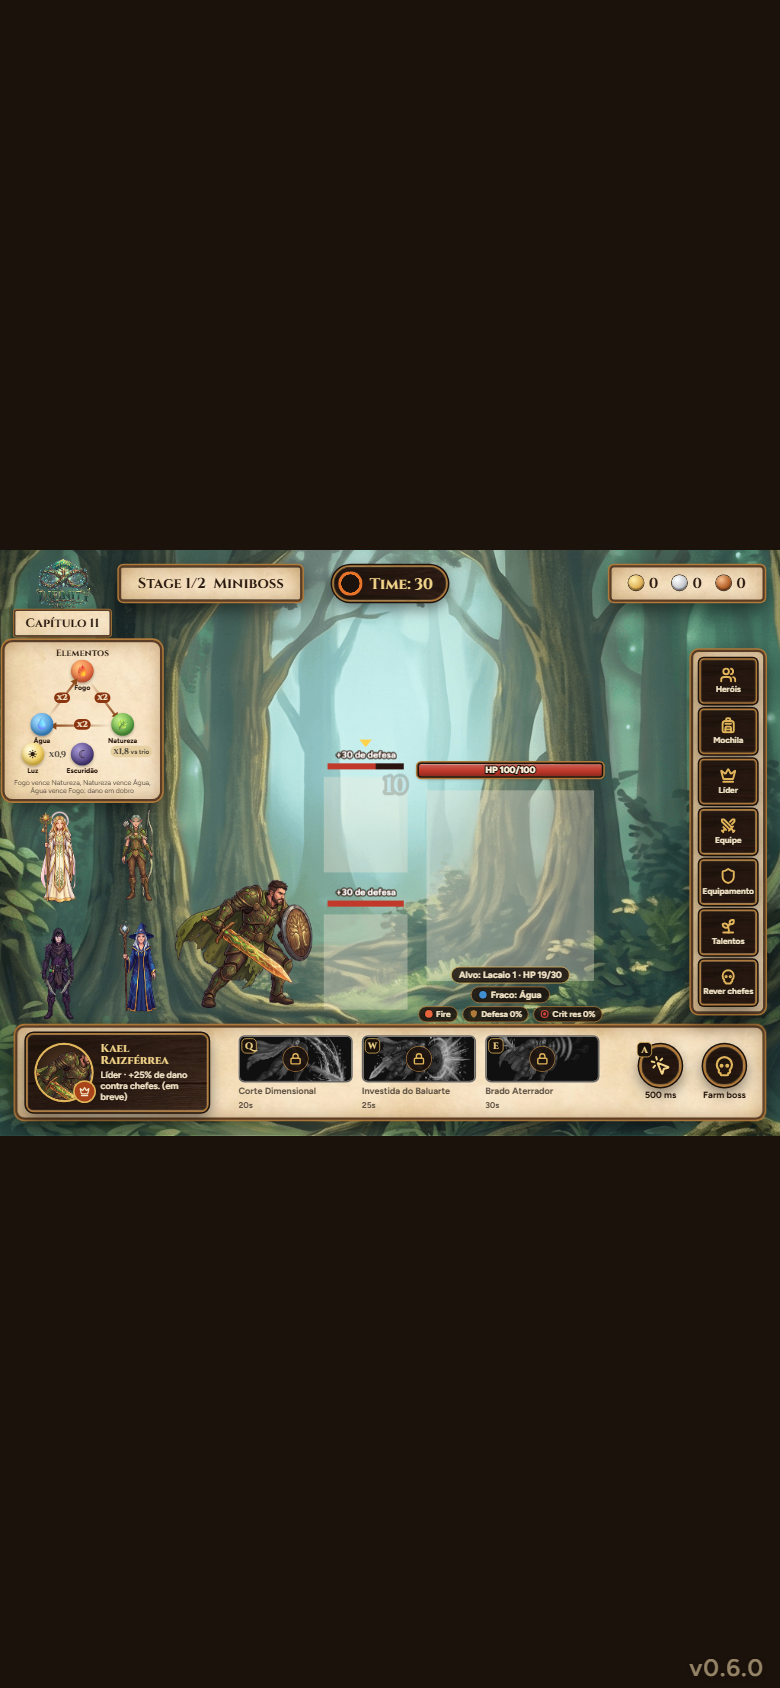 TRINITY
STAGE 1/2 MINIBOSS
TIME: 30
0
0
0
CAPÍTULO II
ELEMENTOS
Fogo
x2
x2
x2
Água
Natureza
x0,9
x1,8 vs trio
Luz
Escuridão
Fogo vence Natureza, Natureza vence Água,
Água vence Fogo: dano em dobro
+30 de defesa
10
HP 100/100
+30 de defesa
Alvo: Lacaio 1 · HP 19/30
Fraco: Água
Fire
Defesa 0%
Crit res 0%
Heróis
Mochila
Líder
Equipe
Equipamento
Talentos
Rever chefes
KAEL
RAIZFÉRREA
Líder · +25% de dano
contra chefes. (em
breve)
Q
Corte Dimensional
20s
W
Investida do Baluarte
25s
E
Brado Aterrador
30s
A
500 ms
Farm boss
v0.6.0